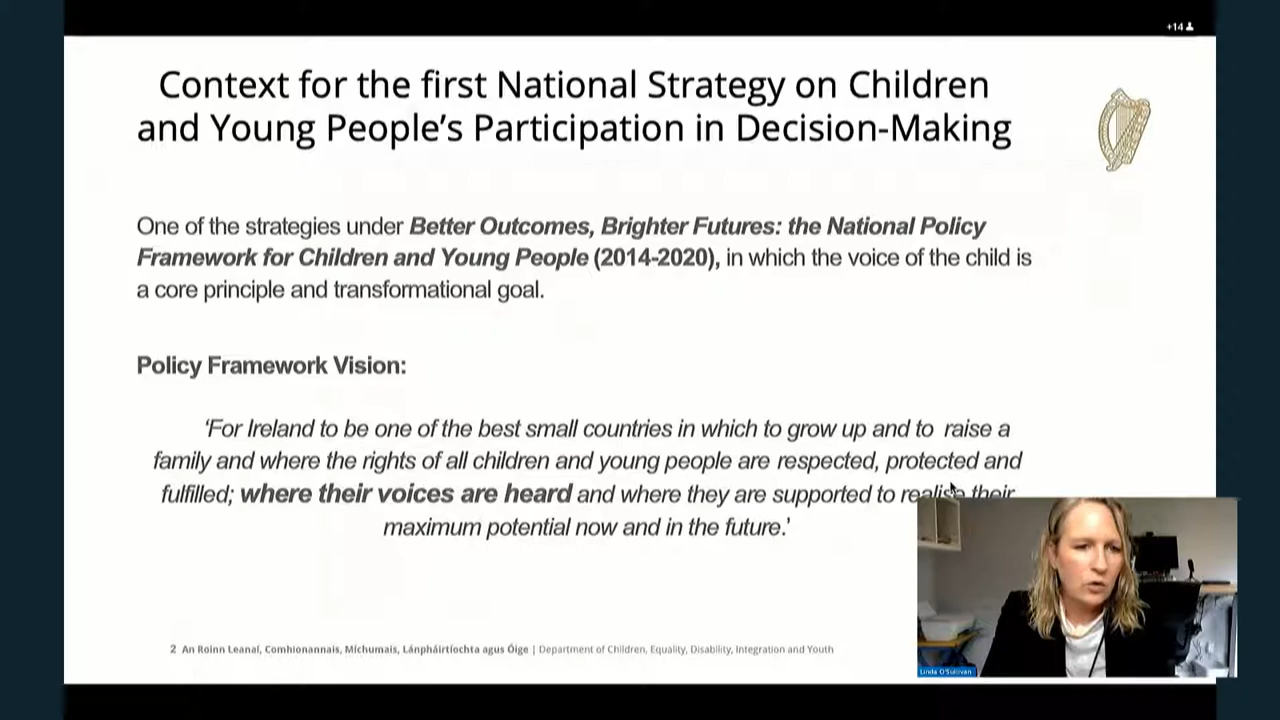 +14
Context for the first National Strategy on Children
and Young People's Participation in Decision-Making
One of the strategies under Better Outcomes, Brighter Futures: the National Policy
Framework for Children and Young People (2014-2020), in which the voice of the child is
a core principle and transformational goal.
Policy Framework Vision:
'For Ireland to be one of the best small countries in which to grow up and to raise a
family and where the rights of all children and young people are respected, protected and
fulfilled; where their voices are heard and where they are supported to realise their
maximum potential now and in the future.'
2 An Roinn Leanaí, Comhionannais, Míchumais, Lánpháirtíochta agus Óige | Department of Children, Equality, Disability, Integration and Youth
Linda O'Sullivan